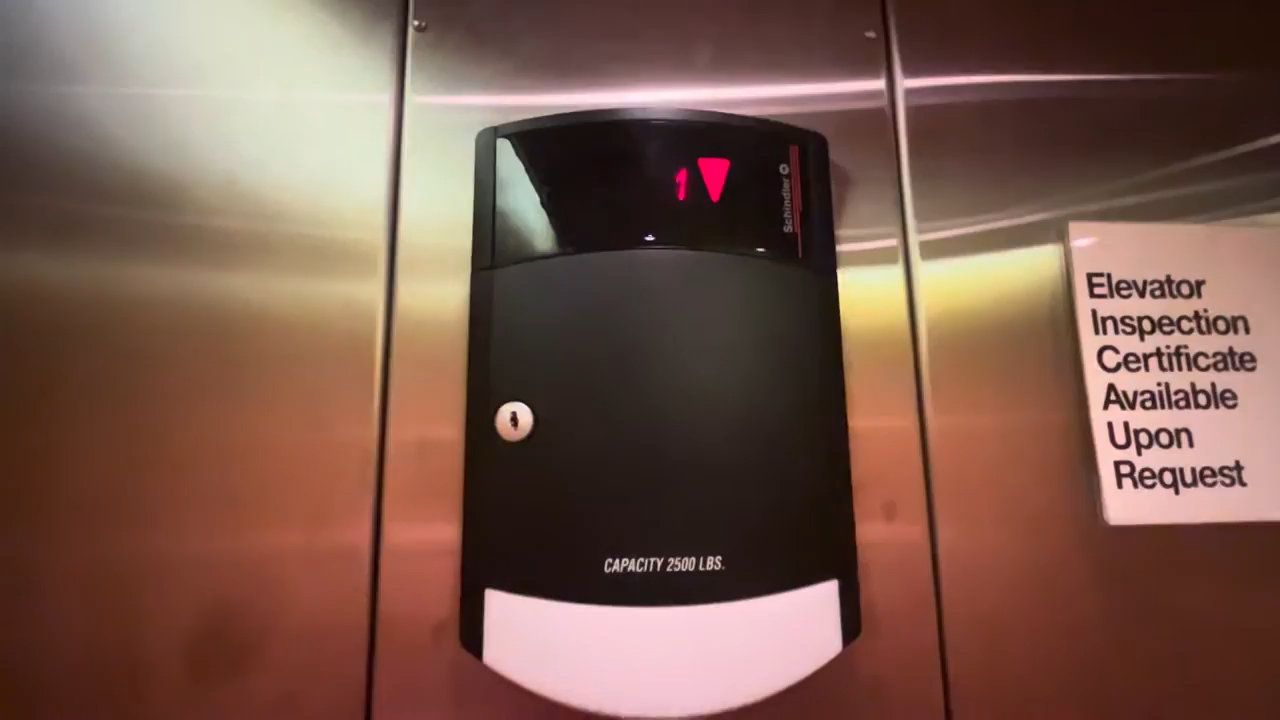 1
Schindler
CAPACITY 2500 LBS.
Elevator
Inspection
Certificate
Available
Upon
Request